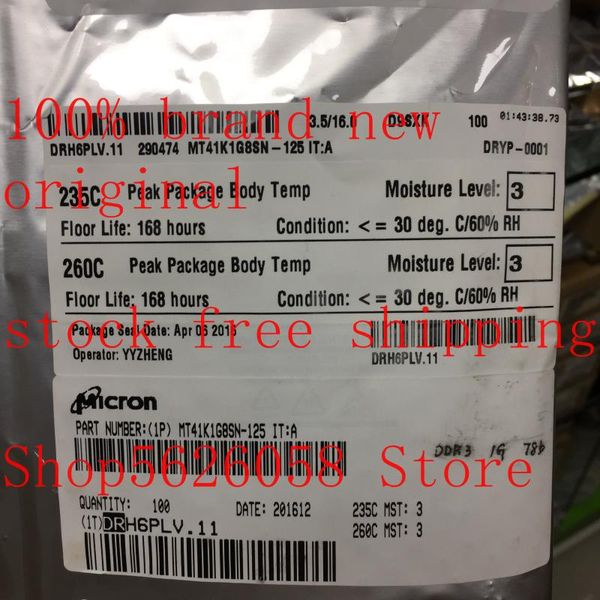 100% brand new
original
stock free shipping
Shop5626058 Store
3.5/16.0 D9SXK 100 01:43:38.73
DRH6PLV.11 290474 MT41K1G8SN-125 IT:A DRYP-0001
235C Peak Package Body Temp Moisture Level: 3
Floor Life: 168 hours Condition: <= 30 deg. C/60% RH
260C Peak Package Body Temp Moisture Level: 3
Floor Life: 168 hours Condition: <= 30 deg. C/60% RH
Package Seal Date: Apr 06 2016
Operator: YYZHENG
DRH6PLV.11
Micron
PART NUMBER:(1P) MT41K1G8SN-125 IT:A
DDR3 1G 78b
QUANTITY: 100 DATE: 201612 235C MST: 3
(1T)DRH6PLV.11 260C MST: 3